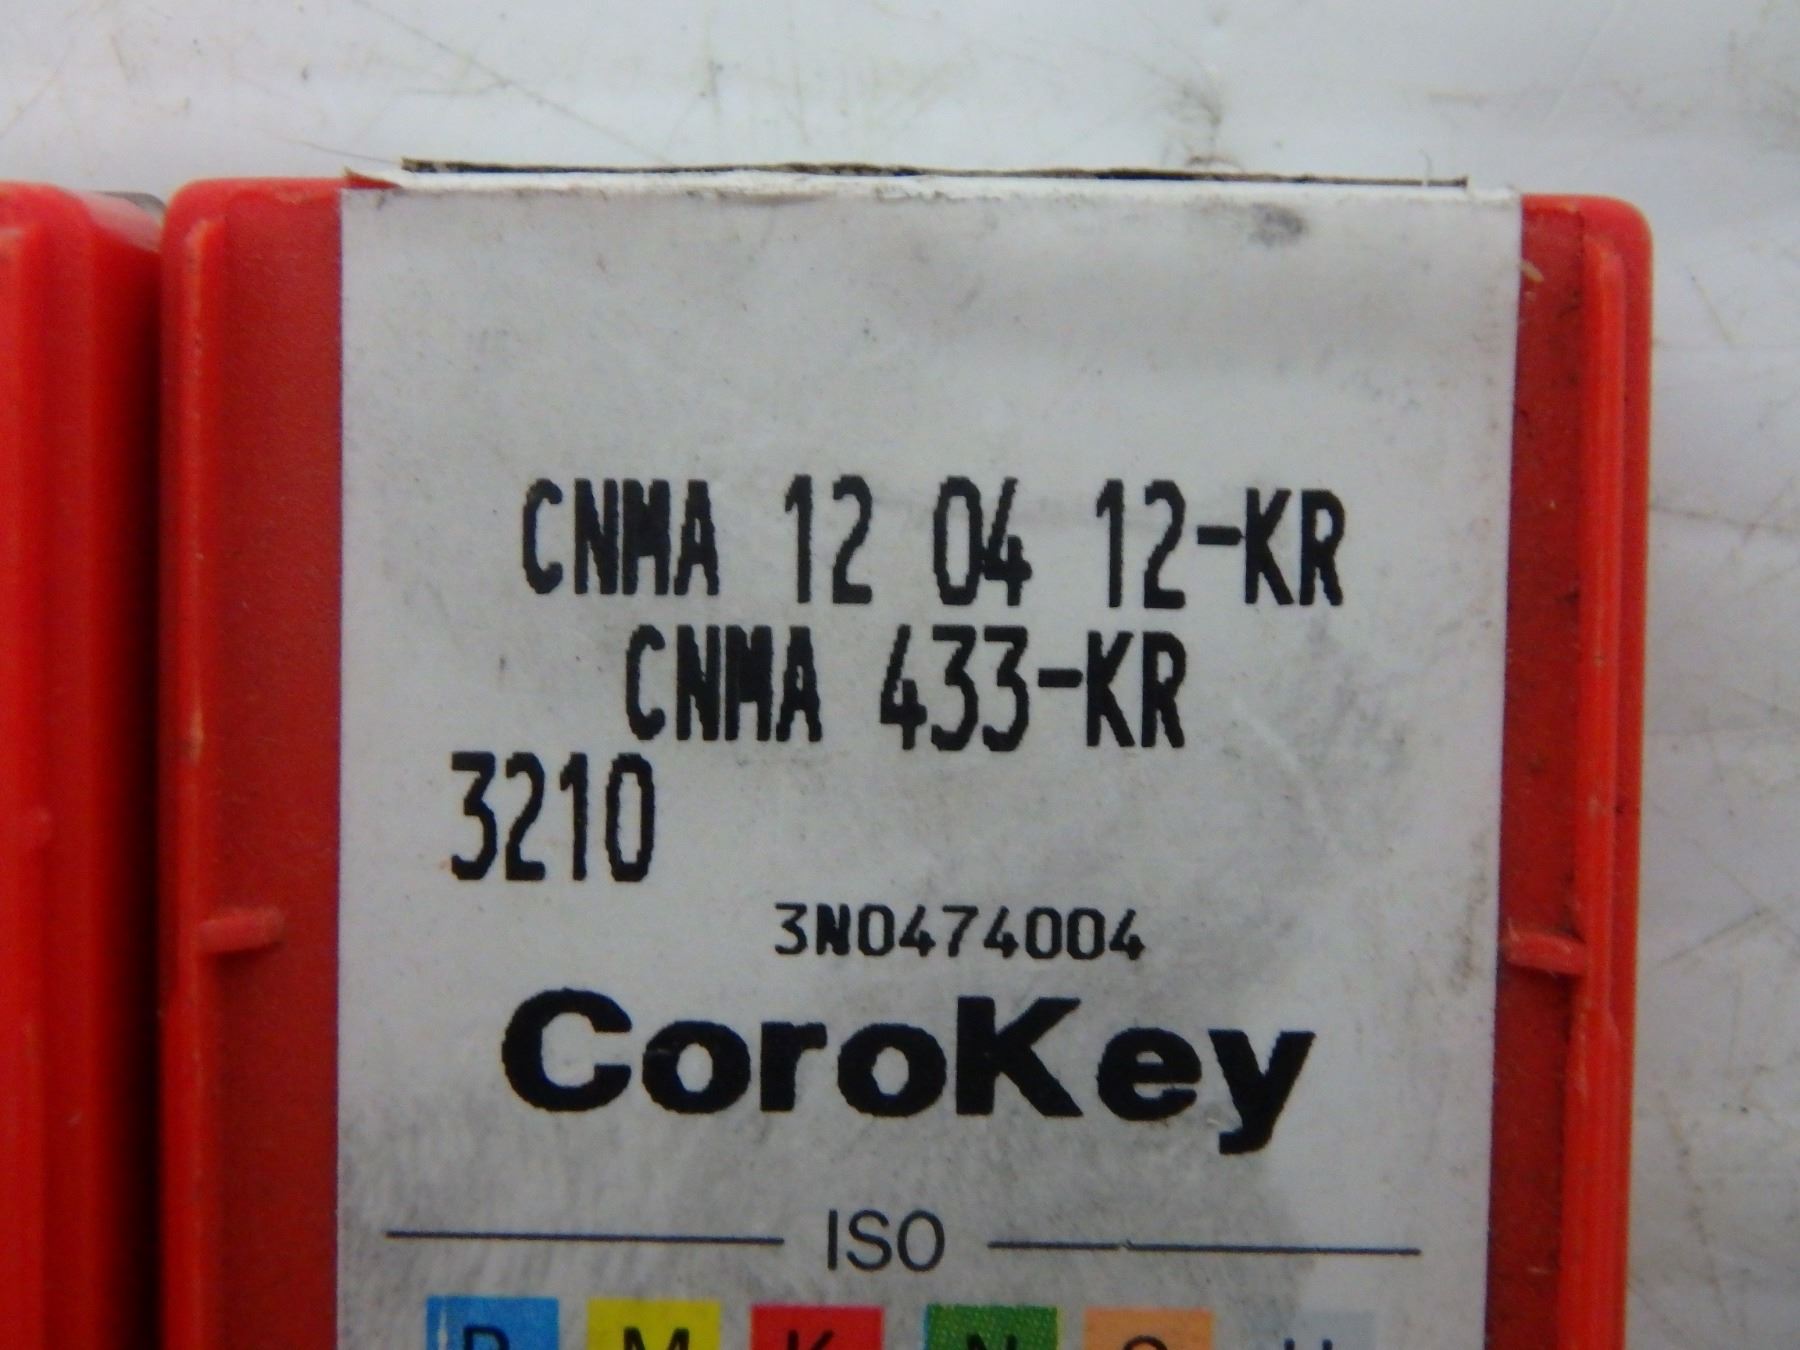 CNMA 12 04 12-KR
CNMA 433-KR
3210
3N0474004
CoroKey
ISO
P M K N S H